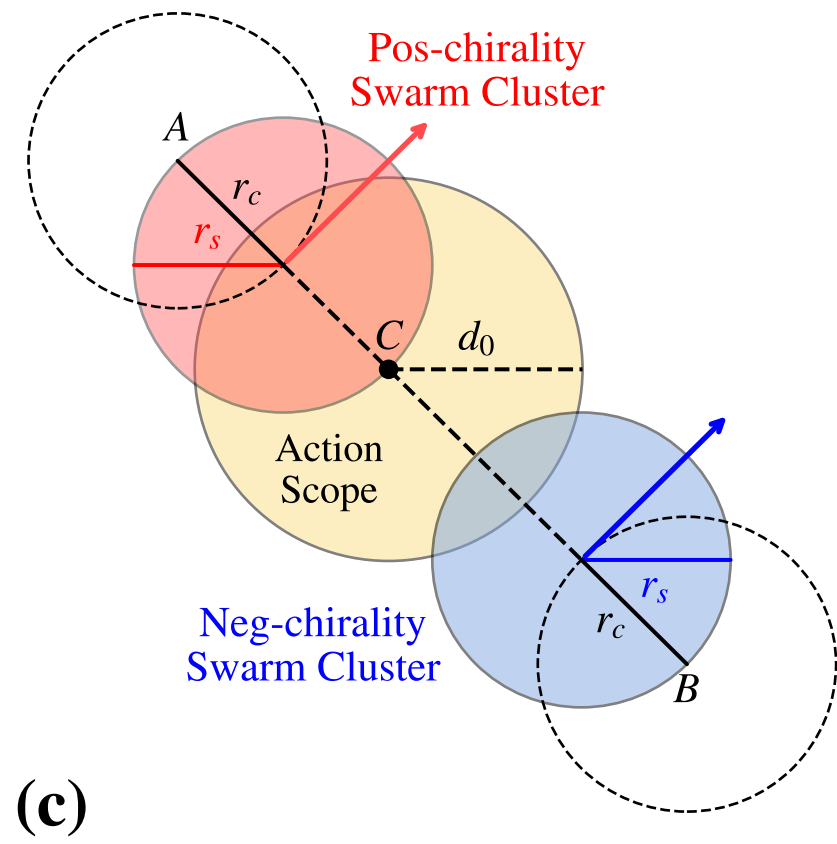 Pos-chirality
Swarm Cluster
A
r_c
r_s
C
d_0
Action
Scope
Neg-chirality
Swarm Cluster
r_s
r_c
B
(c)